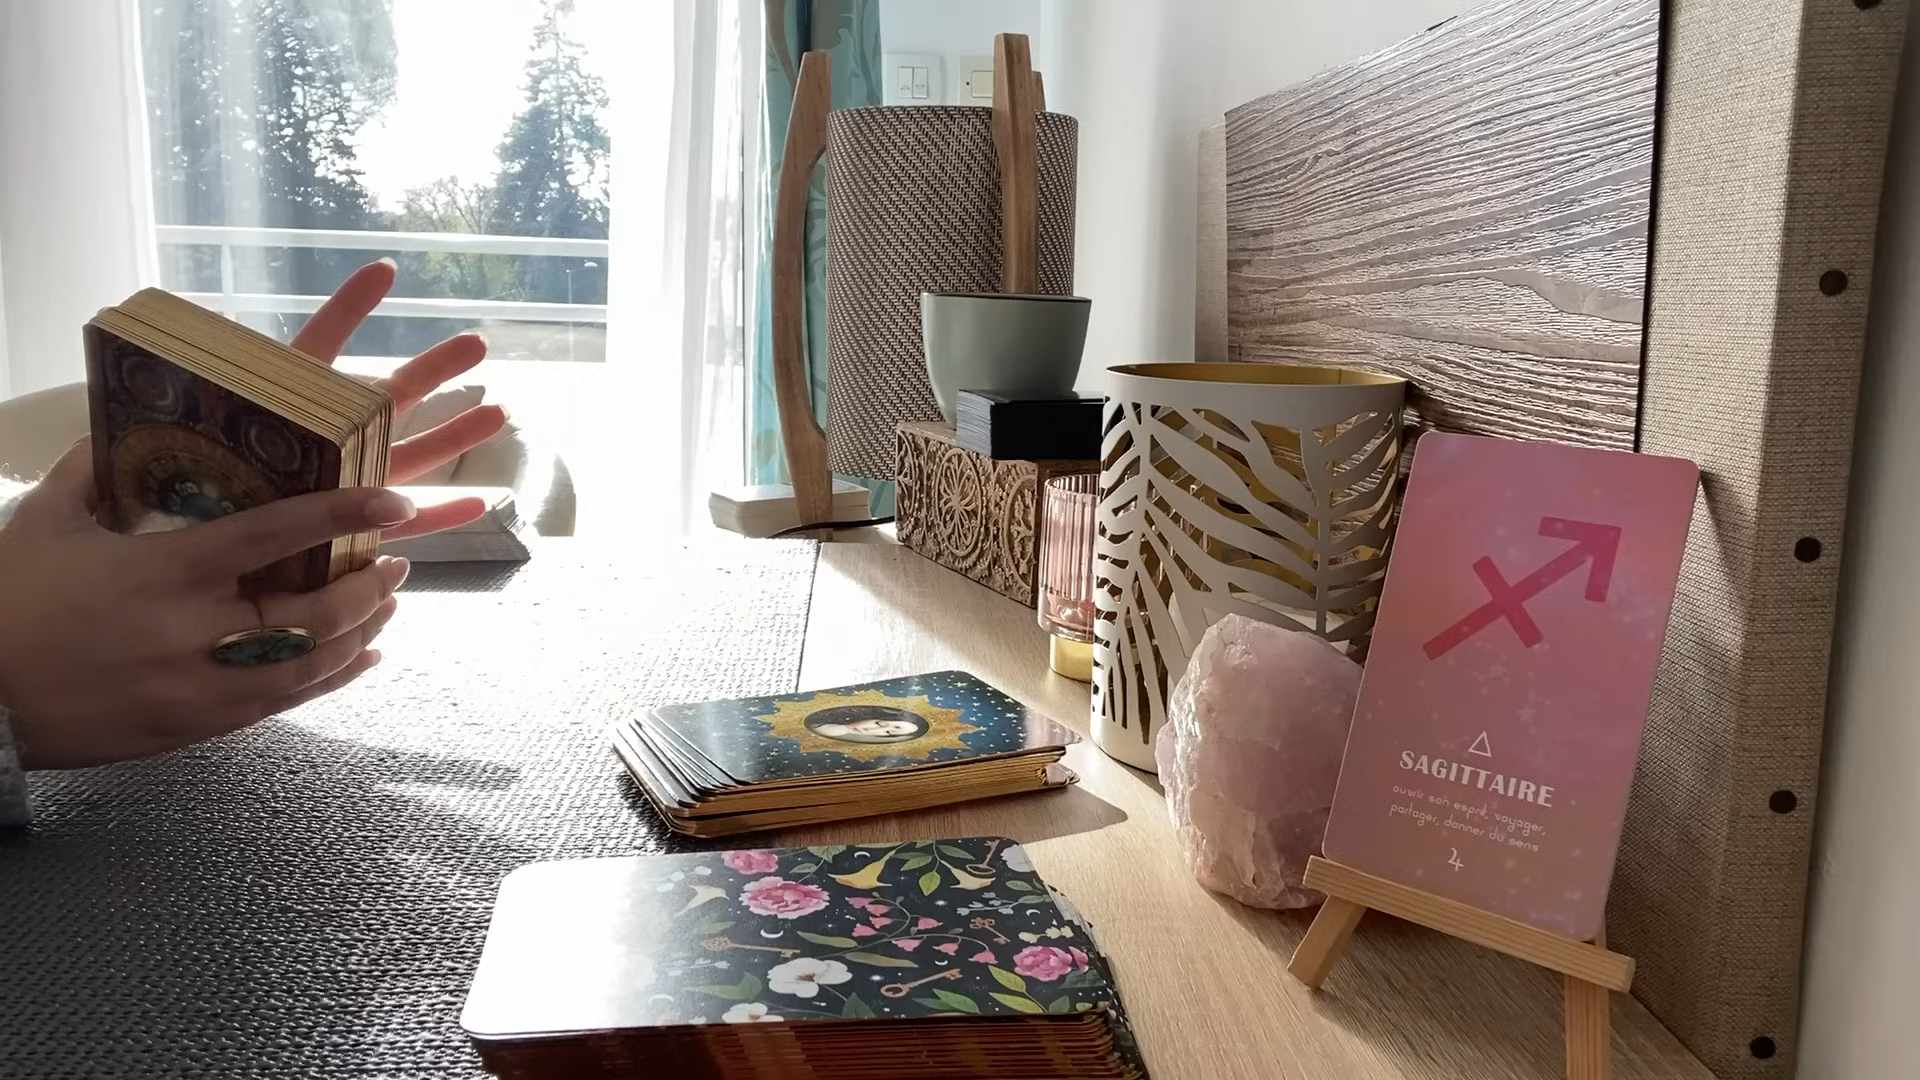 SAGITTAIRE
ouvrir son esprit, voyager,
partager, donner du sens